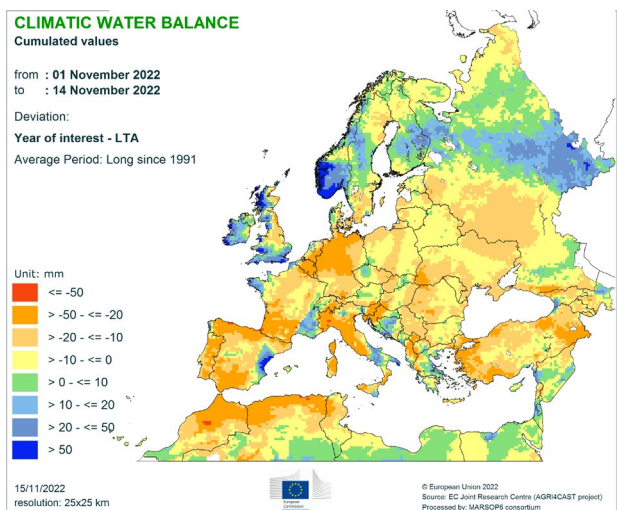 CLIMATIC WATER BALANCE
Cumulated values
from : 01 November 2022
to : 14 November 2022
Deviation:
Year of interest - LTA
Average Period: Long since 1991
Unit: mm
<= -50
> -50 - <= -20
> -20 - <= -10
> -10 - <= 0
> 0 - <= 10
> 10 - <= 20
> 20 - <= 50
> 50
15/11/2022
resolution: 25x25 km
European
Commission
© European Union 2022
Source: EC Joint Research Centre (AGRI4CAST project)
Processed by: MARSOP6 consortium